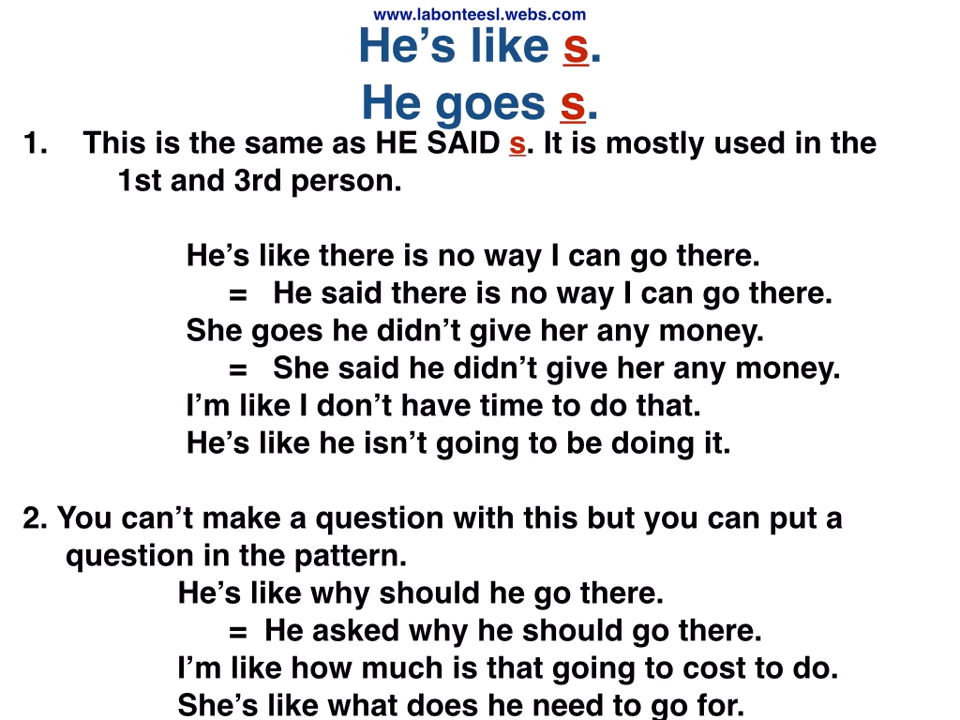 www.labonteesl.webs.com
He’s like s.
He goes s.
1. This is the same as HE SAID s. It is mostly used in the
1st and 3rd person.
He’s like there is no way I can go there.
= He said there is no way I can go there.
She goes he didn’t give her any money.
= She said he didn’t give her any money.
I’m like I don’t have time to do that.
He’s like he isn’t going to be doing it.
2. You can’t make a question with this but you can put a
question in the pattern.
He’s like why should he go there.
= He asked why he should go there.
I’m like how much is that going to cost to do.
She’s like what does he need to go for.